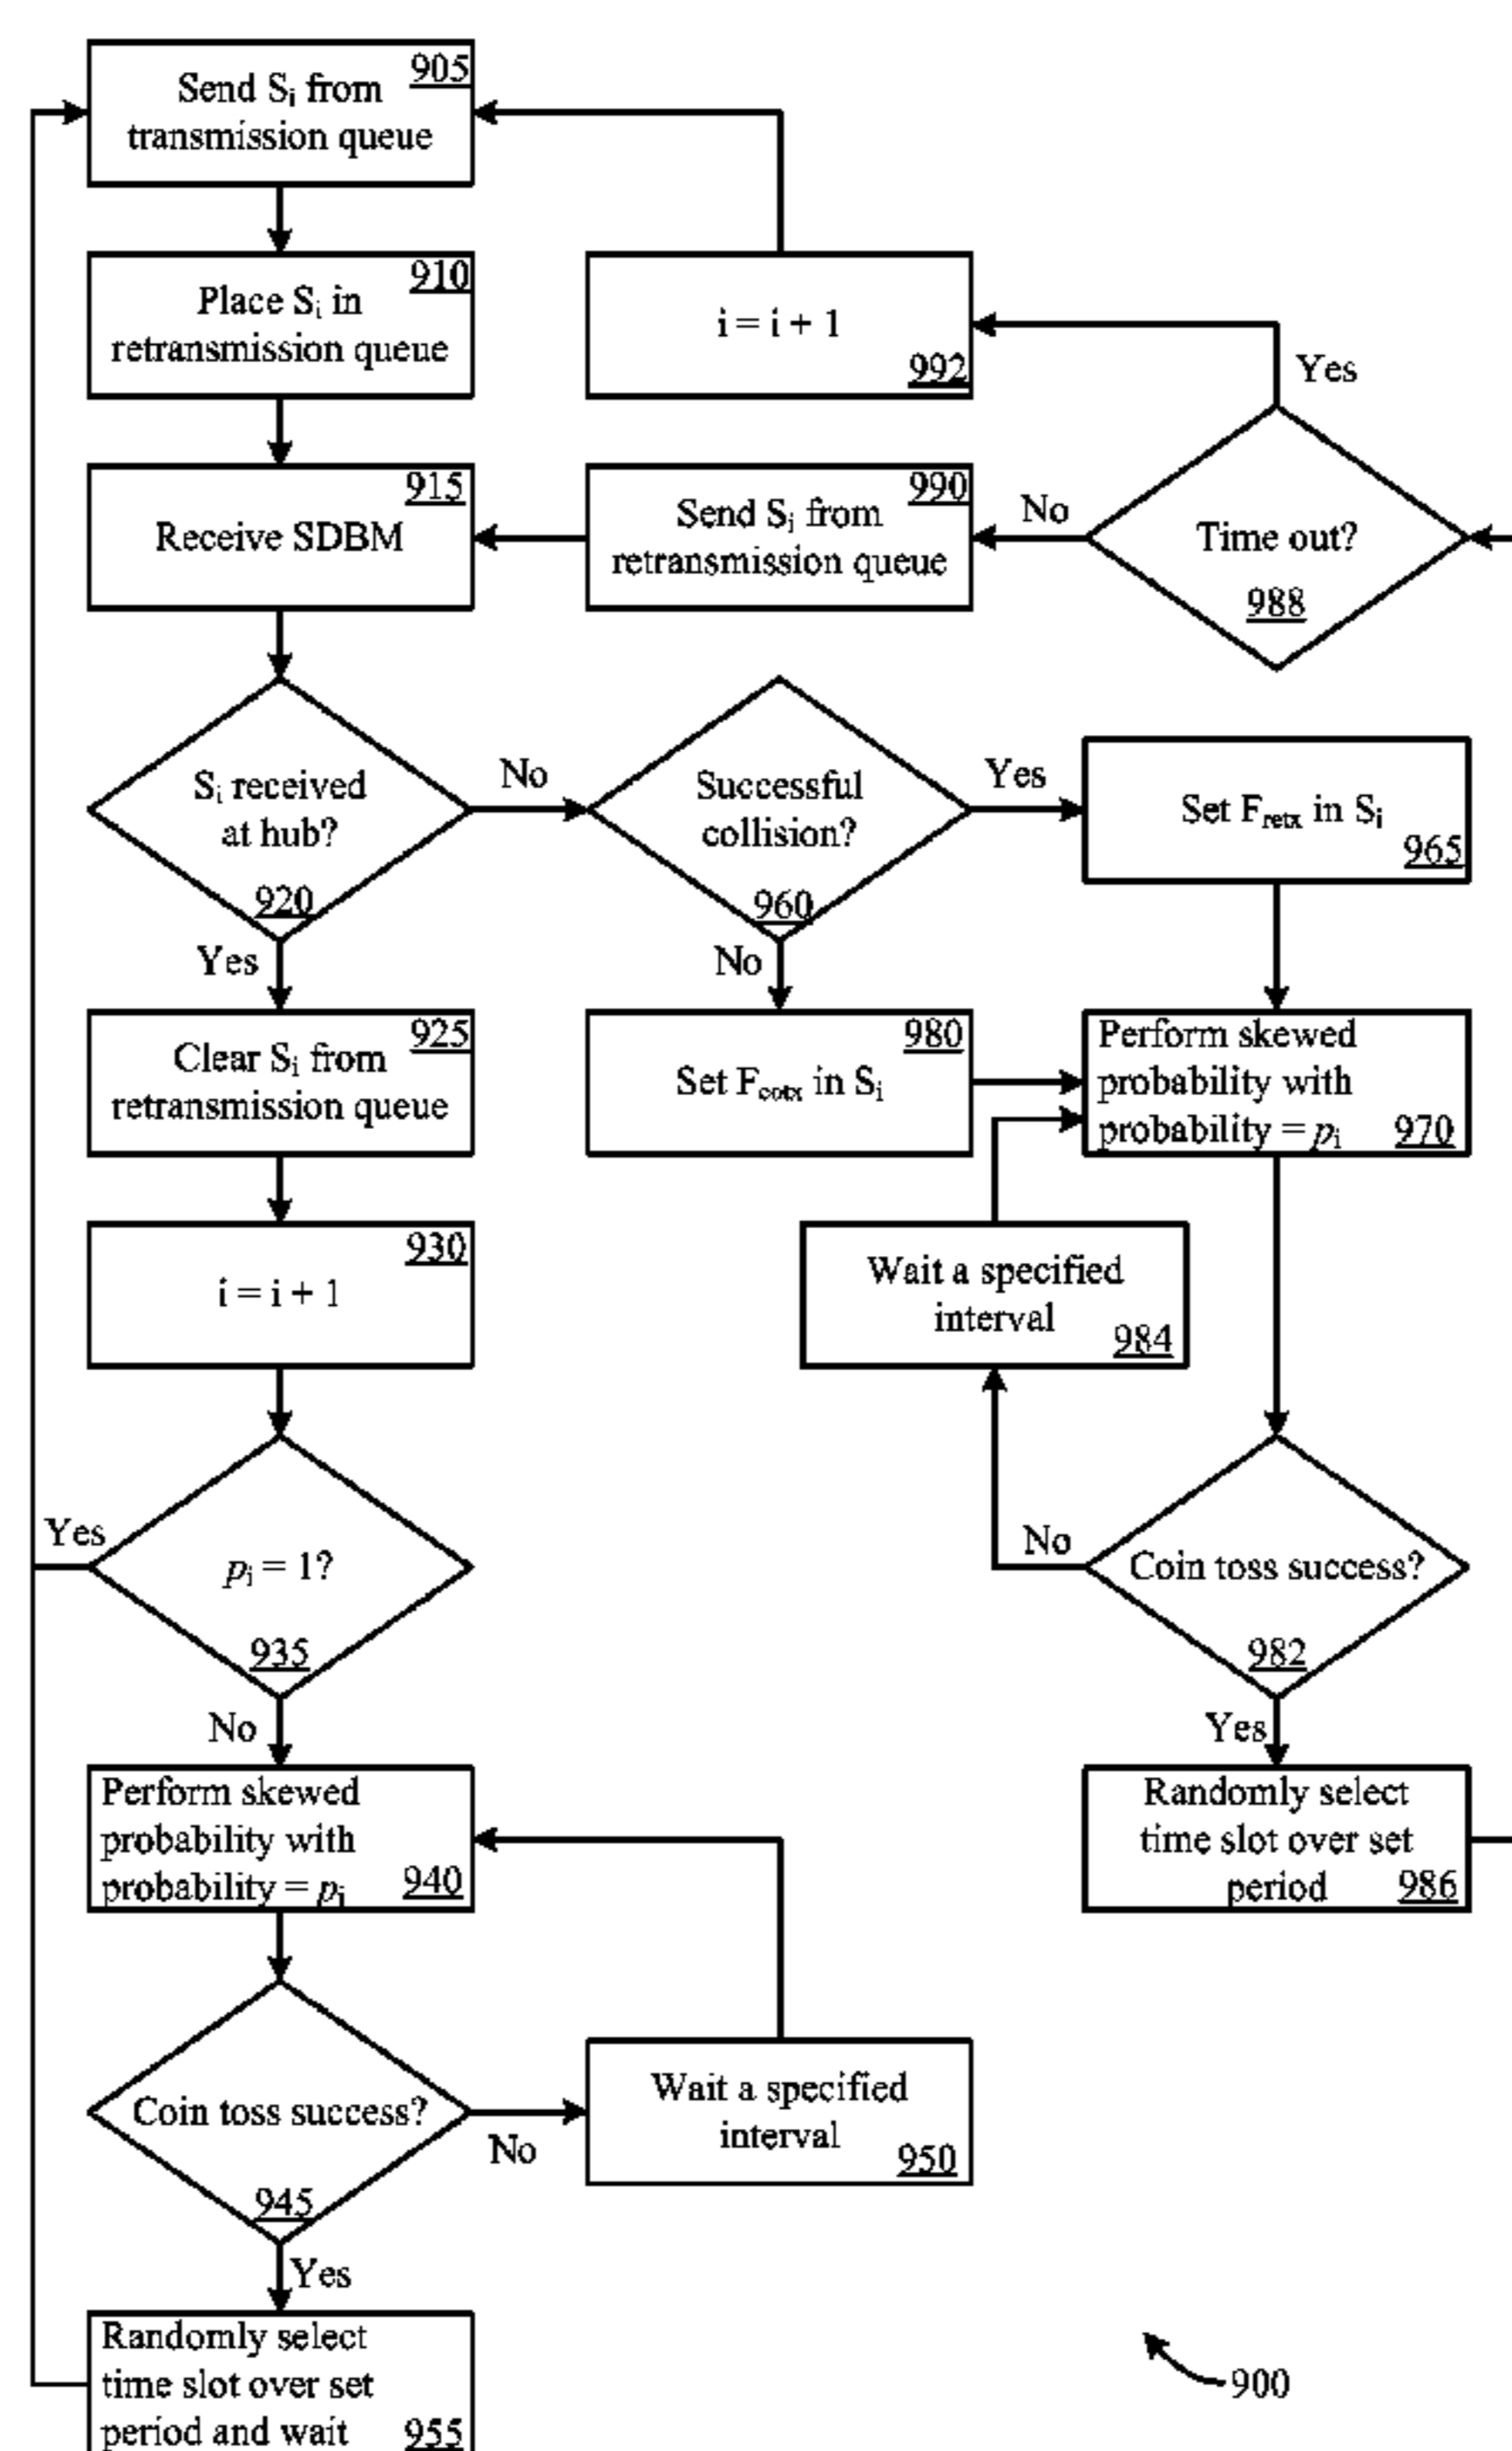 905
Send Si from
transmission queue
910
Place Si in
retransmission queue
i = i + 1
992
Yes
915
Receive SDBM
990
Send Si from
retransmission queue
No
Time out?
988
Si received
at hub?
920
No
Successful
collision?
960
Yes
Set Fretx in Si
965
Yes
No
925
Clear Si from
retransmission queue
980
Set Fcotx in Si
Perform skewed
probability with
probability = pi 970
930
i = i + 1
Wait a specified
interval
984
Yes
pi = 1?
935
No
No
Coin toss success?
982
Yes
Perform skewed
probability with
probability = pi 940
Randomly select
time slot over set
period 986
Coin toss success?
945
No
Wait a specified
interval
950
Yes
Randomly select
time slot over set
period and wait 955
900